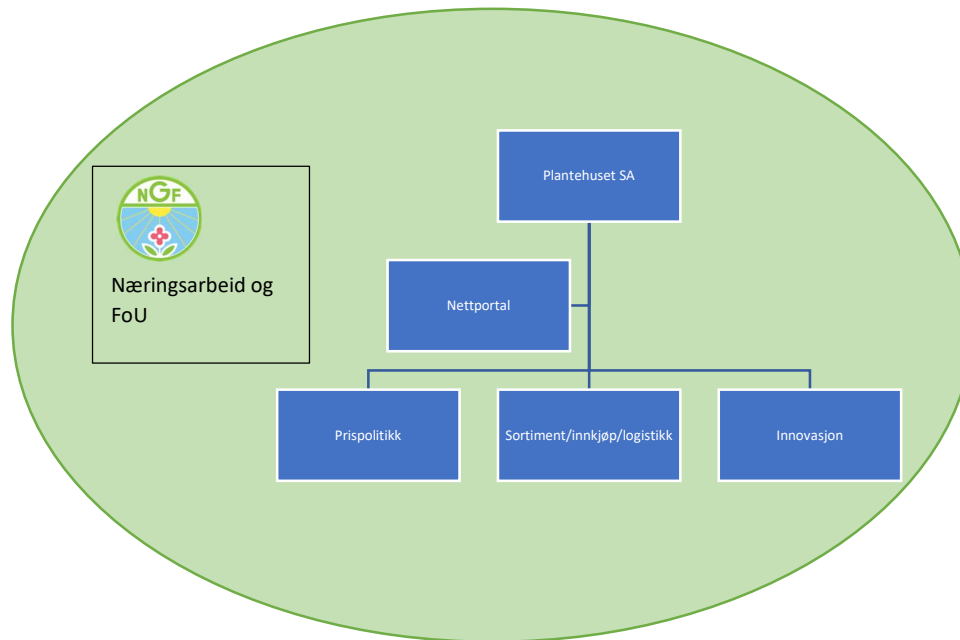 Plantehuset SA
NGF
Næringsarbeid og
FoU
Nettportal
Prispolitikk
Sortiment/innkjøp/logistikk
Innovasjon